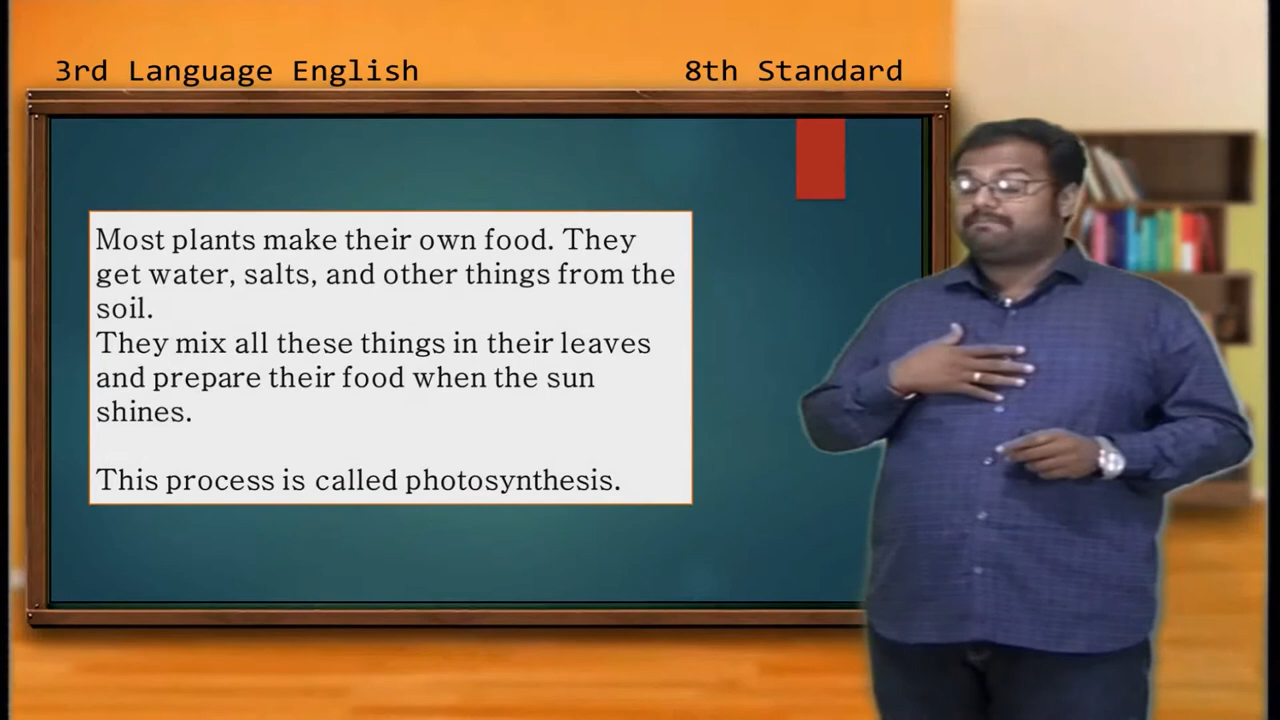 3rd Language English
8th Standard
Most plants make their own food. They
get water, salts, and other things from the
soil.
They mix all these things in their leaves
and prepare their food when the sun
shines.
This process is called photosynthesis.